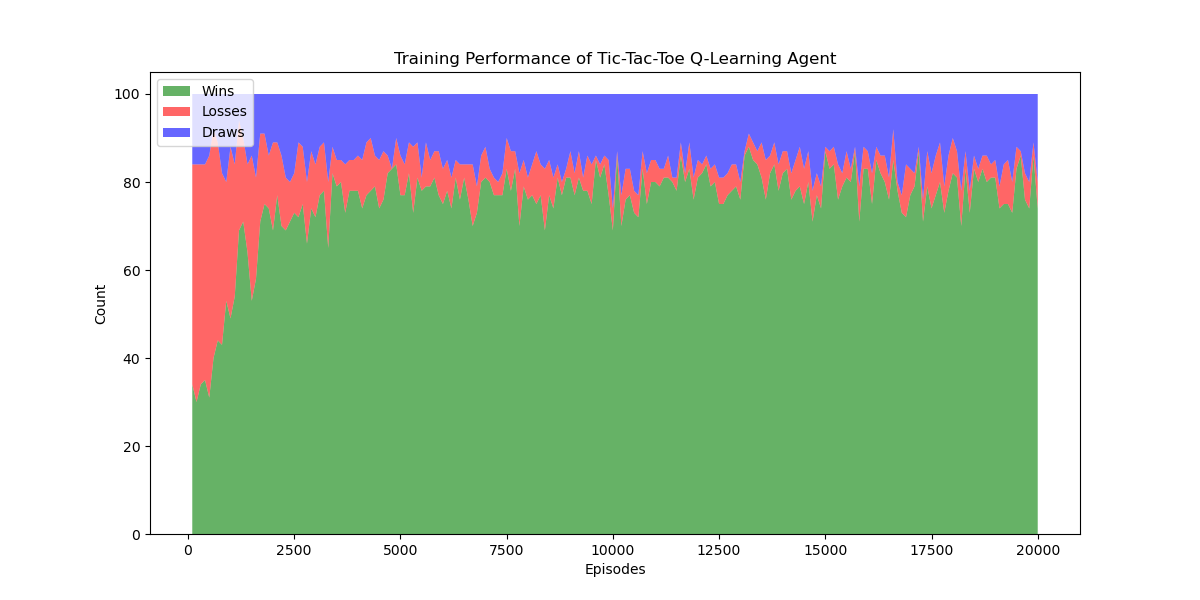 Training Performance of Tic-Tac-Toe Q-Learning Agent
Wins
Losses
Draws
100
80
60
40
20
0
Count
0 2500 5000 7500 10000 12500 15000 17500 20000
Episodes